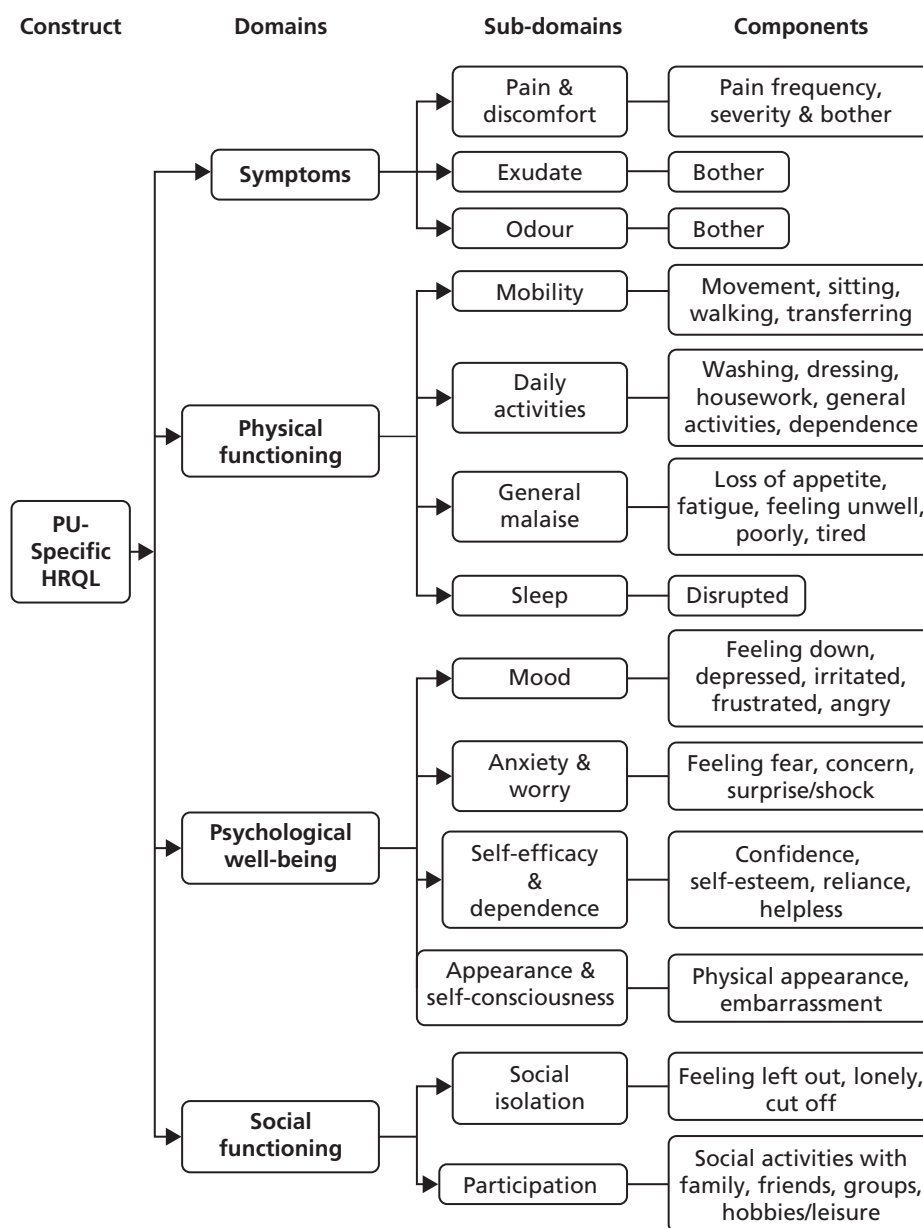 Construct
Domains
Sub-domains
Components
PU-
Specific
HRQL
Symptoms
Pain &
discomfort
Pain frequency,
severity & bother
Exudate
Bother
Odour
Bother
Physical
functioning
Mobility
Movement, sitting,
walking, transferring
Daily
activities
Washing, dressing,
housework, general
activities, dependence
General
malaise
Loss of appetite,
fatigue, feeling unwell,
poorly, tired
Sleep
Disrupted
Psychological
well-being
Mood
Feeling down,
depressed, irritated,
frustrated, angry
Anxiety &
worry
Feeling fear, concern,
surprise/shock
Self-efficacy
&
dependence
Confidence,
self-esteem, reliance,
helpless
Appearance &
self-consciousness
Physical appearance,
embarrassment
Social
functioning
Social
isolation
Feeling left out, lonely,
cut off
Participation
Social activities with
family, friends, groups,
hobbies/leisure